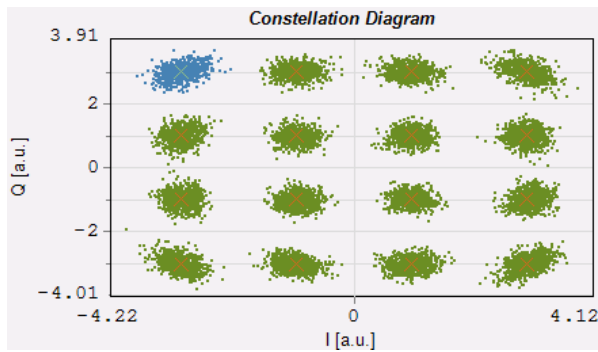 Constellation Diagram
3.91
2
0
-2
-4.01
Q [a.u.]
-4.22
0
4.12
I [a.u.]